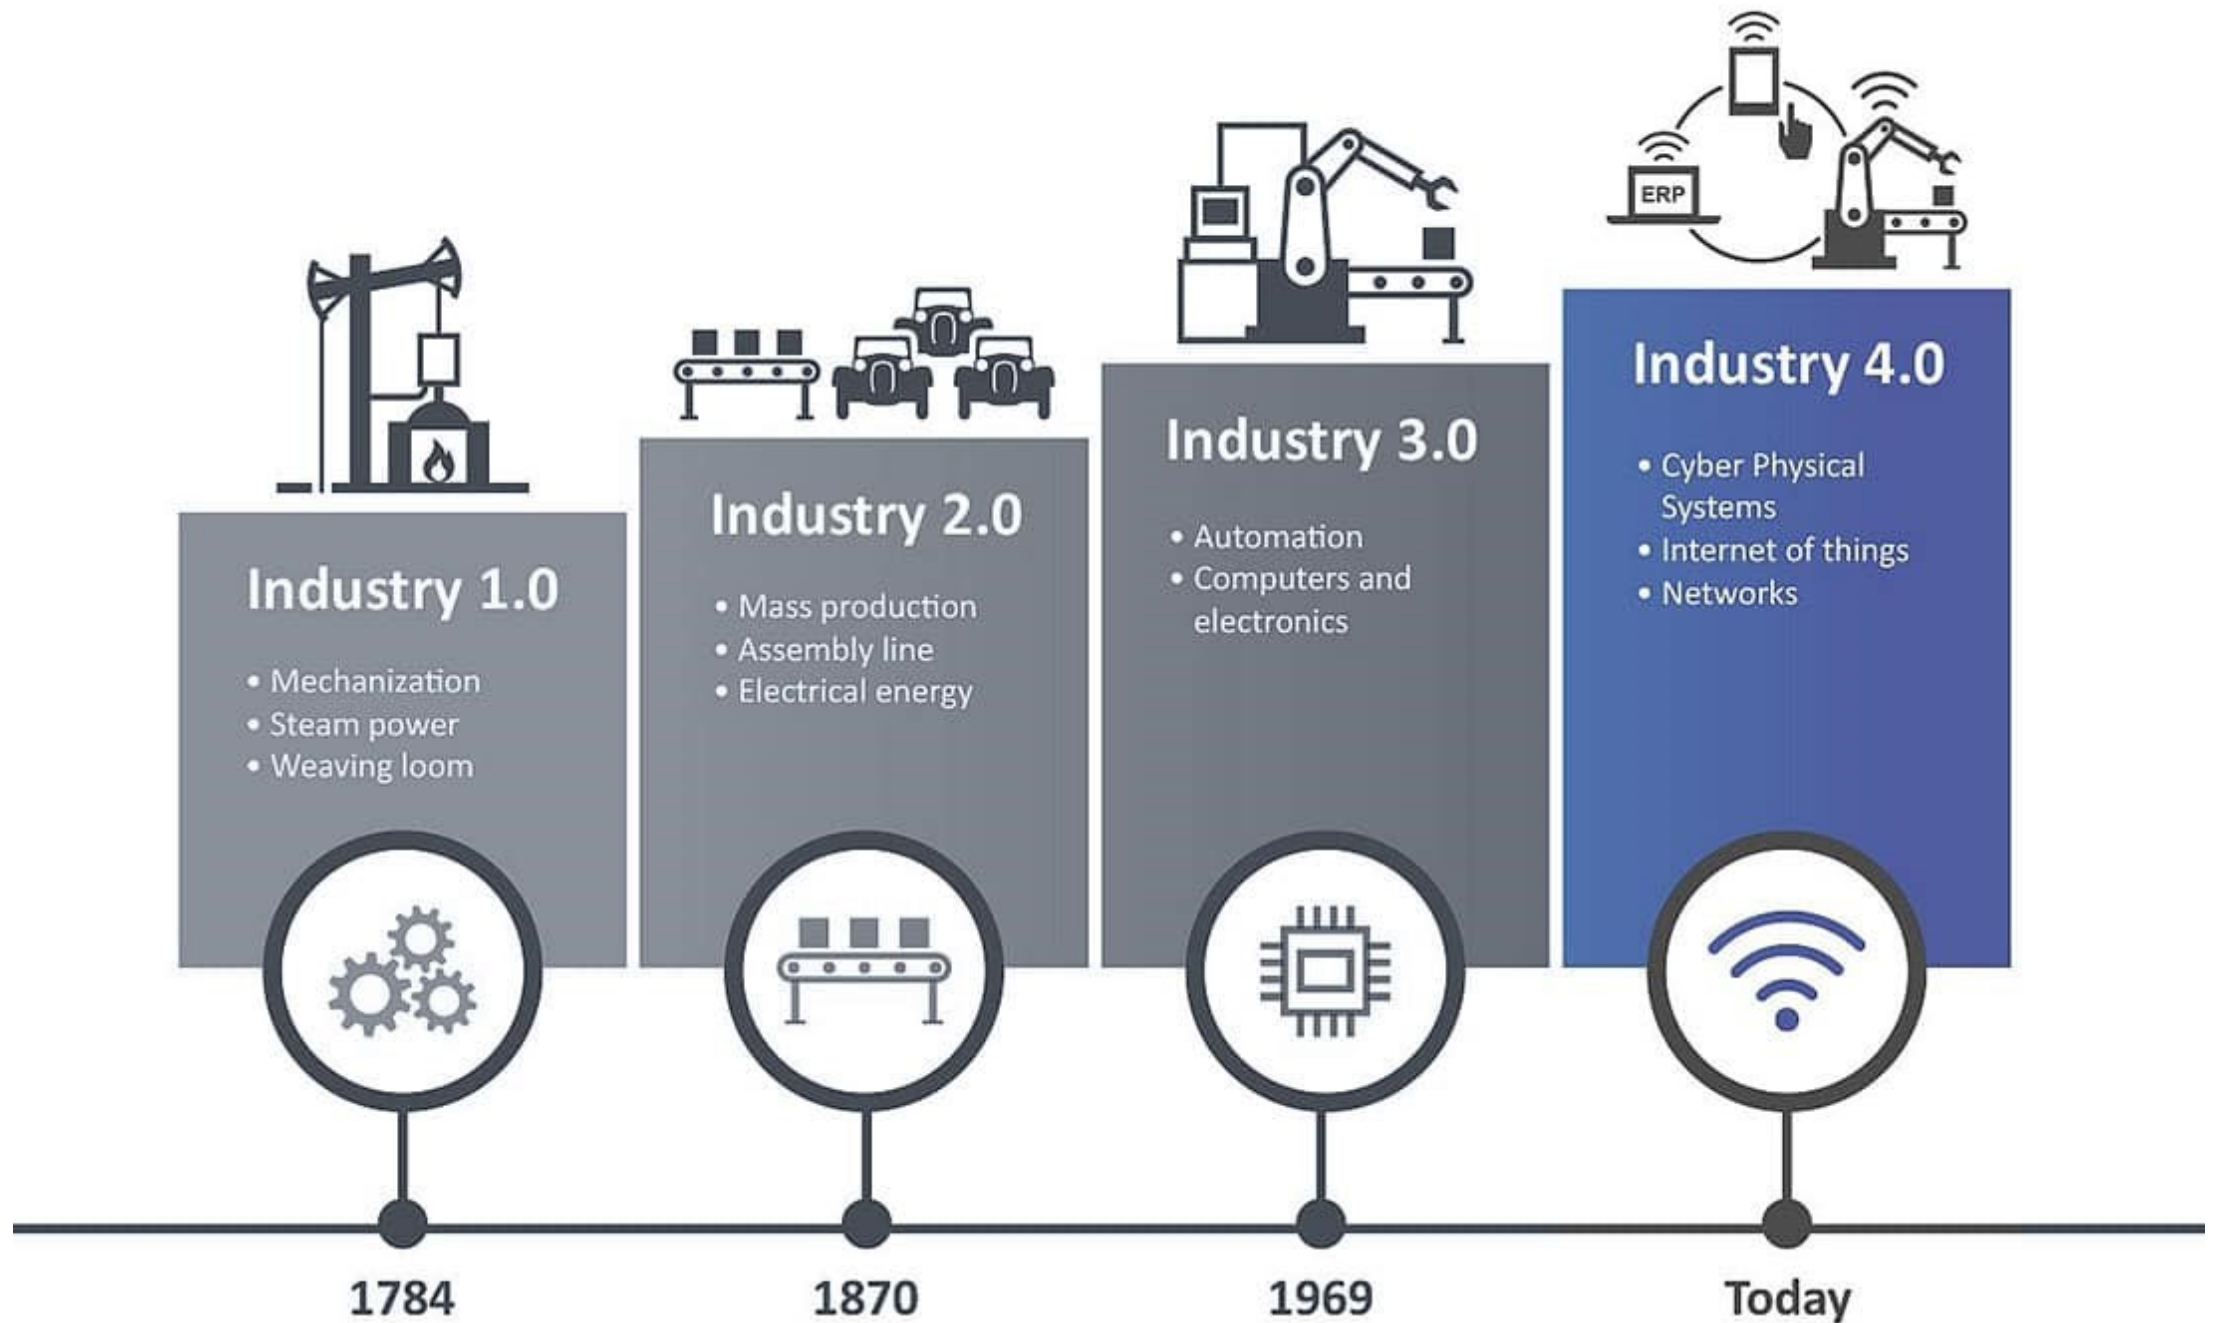 ERP
Industry 1.0
• Mechanization
• Steam power
• Weaving loom
Industry 2.0
• Mass production
• Assembly line
• Electrical energy
Industry 3.0
• Automation
• Computers and
electronics
Industry 4.0
• Cyber Physical
Systems
• Internet of things
• Networks
1784
1870
1969
Today